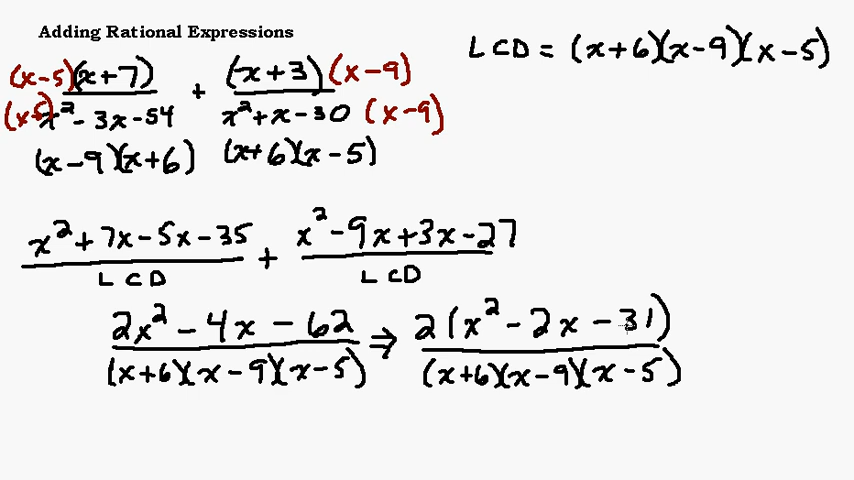 Adding Rational Expressions
LCD = (x+6)(x-9)(x-5)
(x-5)(x+7) + (x+3)(x-9)
(x-5) x² - 3x - 54 x² + x - 30 (x-9)
(x-9)(x+6) (x+6)(x-5)
x² + 7x - 5x - 35 + x² - 9x + 3x - 27
LCD LCD
2x² - 4x - 62 ⇒ 2(x² - 2x - 31)
(x+6)(x-9)(x-5) (x+6)(x-9)(x-5)